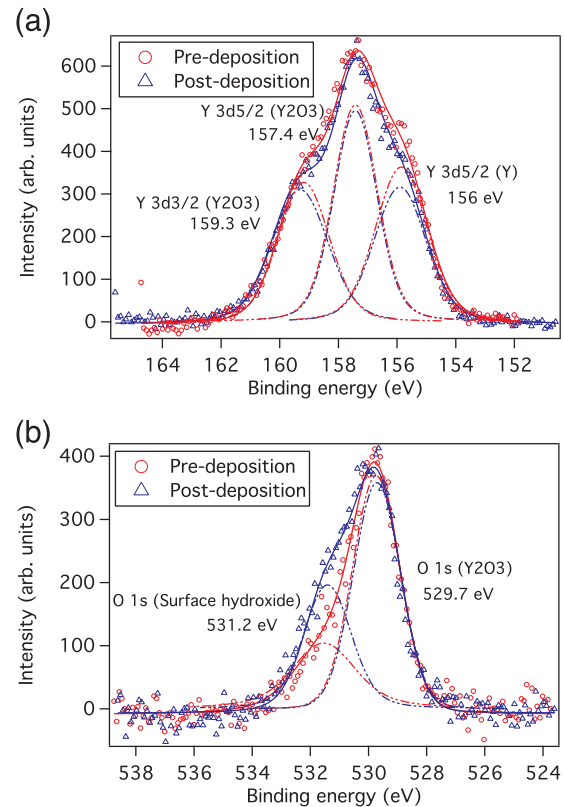 (a)
Pre-deposition
Post-deposition
Y 3d5/2 (Y2O3)
157.4 eV
Y 3d3/2 (Y2O3)
159.3 eV
Y 3d5/2 (Y)
156 eV
Intensity (arb. units)
600
500
400
300
200
100
0
164 162 160 158 156 154 152
Binding energy (eV)
(b)
Pre-deposition
Post-deposition
O 1s (Surface hydroxide)
531.2 eV
O 1s (Y2O3)
529.7 eV
Intensity (arb. units)
400
300
200
100
0
538 536 534 532 530 528 526 524
Binding energy (eV)